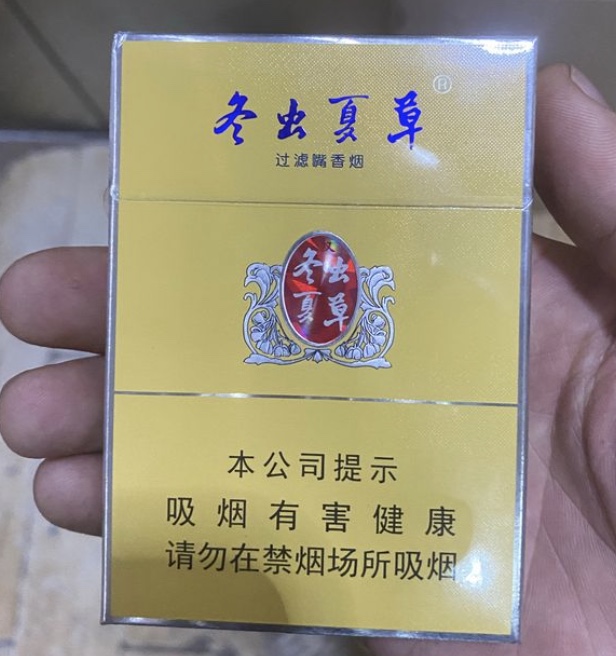 冬虫夏草®
过滤嘴香烟
冬虫
夏草
本公司提示
吸烟有害健康
请勿在禁烟场所吸烟